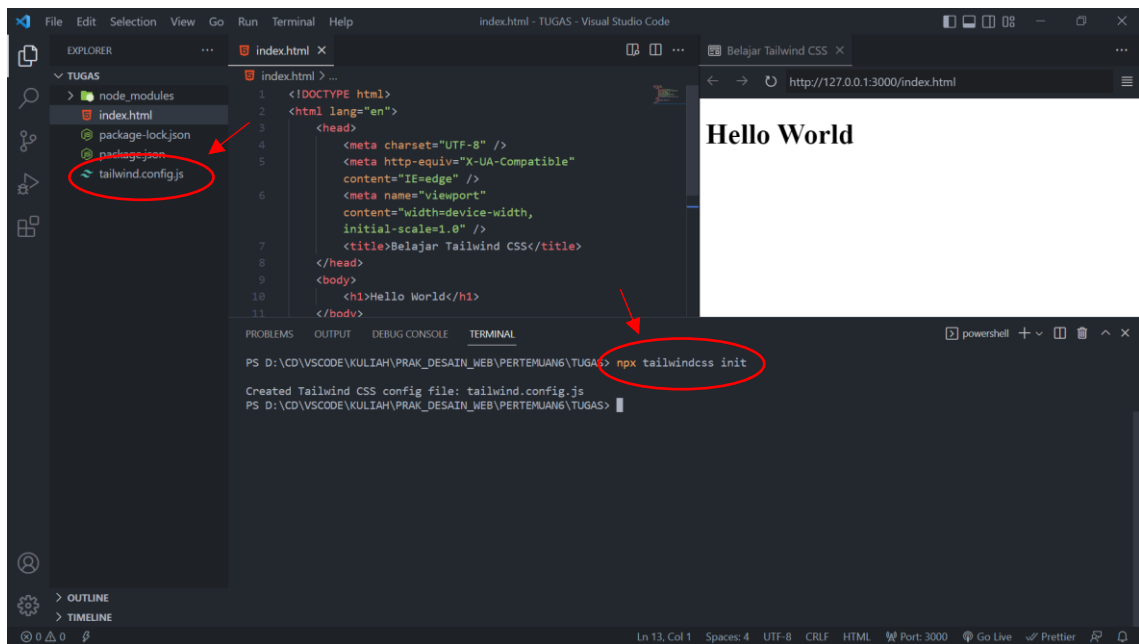 File Edit Selection View Go Run Terminal Help index.html - TUGAS - Visual Studio Code
EXPLORER
TUGAS
node_modules
index.html
package-lock.json
package.json
tailwind.config.js
OUTLINE
TIMELINE
index.html
index.html > ...
1 <!DOCTYPE html>
2 <html lang="en">
3 <head>
4 <meta charset="UTF-8" />
5 <meta http-equiv="X-UA-Compatible"
content="IE=edge" />
6 <meta name="viewport"
content="width=device-width,
initial-scale=1.0" />
7 <title>Belajar Tailwind CSS</title>
8 </head>
9 <body>
10 <h1>Hello World</h1>
11 </body>
Belajar Tailwind CSS
http://127.0.0.1:3000/index.html
Hello World
PROBLEMS OUTPUT DEBUG CONSOLE TERMINAL powershell
PS D:\CD\VSCODE\KULIAH\PRAK_DESAIN_WEB\PERTEMUAN6\TUGAS> npx tailwindcss init
Created Tailwind CSS config file: tailwind.config.js
PS D:\CD\VSCODE\KULIAH\PRAK_DESAIN_WEB\PERTEMUAN6\TUGAS>
0 0 Ln 13, Col 1 Spaces: 4 UTF-8 CRLF HTML Port: 3000 Go Live Prettier